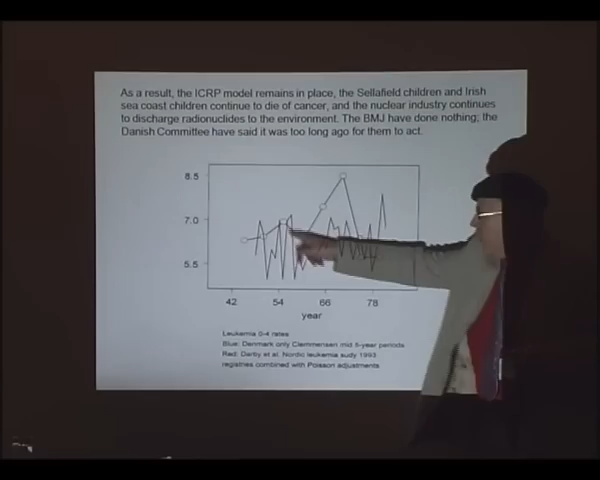 As a result, the ICRP model remains in place, the Sellafield children and Irish
sea coast children continue to die of cancer, and the nuclear industry continues
to discharge radionuclides to the environment. The BMJ have done nothing; the
Danish Committee have said it was too long ago for them to act.
8.5
7.0
5.5
42 54 66 78
year
Leukemia 0-4 rates
Blue: Denmark only Clemmensen mid 5-year periods
Red: Darby et al. Nordic leukemia sudy 1993
registries combined with Poisson adjustments